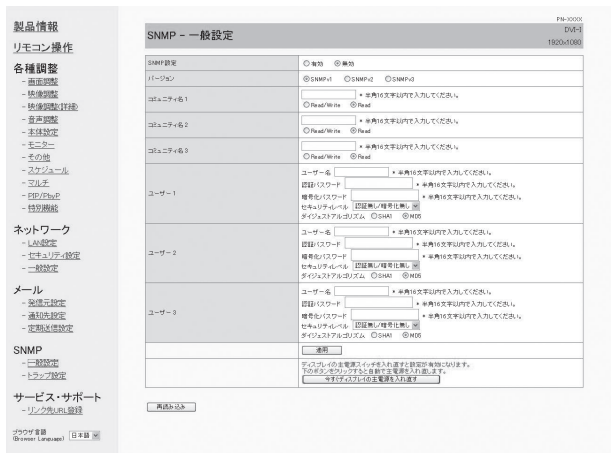 製品情報
リモコン操作
各種調整
- 画面調整
- 映像調整
- 映像調整(詳細)
- 音声調整
- 本体設定
- モニター
- その他
- スケジュール
- マルチ
- PIP/PbyP
- 特別機能
ネットワーク
- LAN設定
- セキュリティ設定
- 一般設定
メール
- 発信元設定
- 通知先設定
- 定期送信設定
SNMP
- 一般設定
- トラップ設定
サービス・サポート
- リンク先URL登録
ブラウザ言語
(Browser Language) 日本語
PN-XXXX
SNMP - 一般設定
DVI-I
1920x1080
SNMP設定 有効 無効
バージョン SNMPv1 SNMPv2 SNMPv3
コミュニティ名1 * 半角16文字以内で入力してください。
Read/Write Read
コミュニティ名2 * 半角16文字以内で入力してください。
Read/Write Read
コミュニティ名3 * 半角16文字以内で入力してください。
Read/Write Read
ユーザー1
ユーザー名 * 半角16文字以内で入力してください。
認証パスワード * 半角16文字以内で入力してください。
暗号化パスワード * 半角16文字以内で入力してください。
セキュリティレベル 認証無し/暗号化無し
ダイジェストアルゴリズム SHA1 MD5
ユーザー2
ユーザー名 * 半角16文字以内で入力してください。
認証パスワード * 半角16文字以内で入力してください。
暗号化パスワード * 半角16文字以内で入力してください。
セキュリティレベル 認証無し/暗号化無し
ダイジェストアルゴリズム SHA1 MD5
ユーザー3
ユーザー名 * 半角16文字以内で入力してください。
認証パスワード * 半角16文字以内で入力してください。
暗号化パスワード * 半角16文字以内で入力してください。
セキュリティレベル 認証無し/暗号化無し
ダイジェストアルゴリズム SHA1 MD5
適用
ディスプレイの主電源スイッチを入れ直すと設定が有効になります。
下のボタンをクリックすると自動で主電源を入れ直します。
今すぐディスプレイの主電源を入れ直す
再読み込み